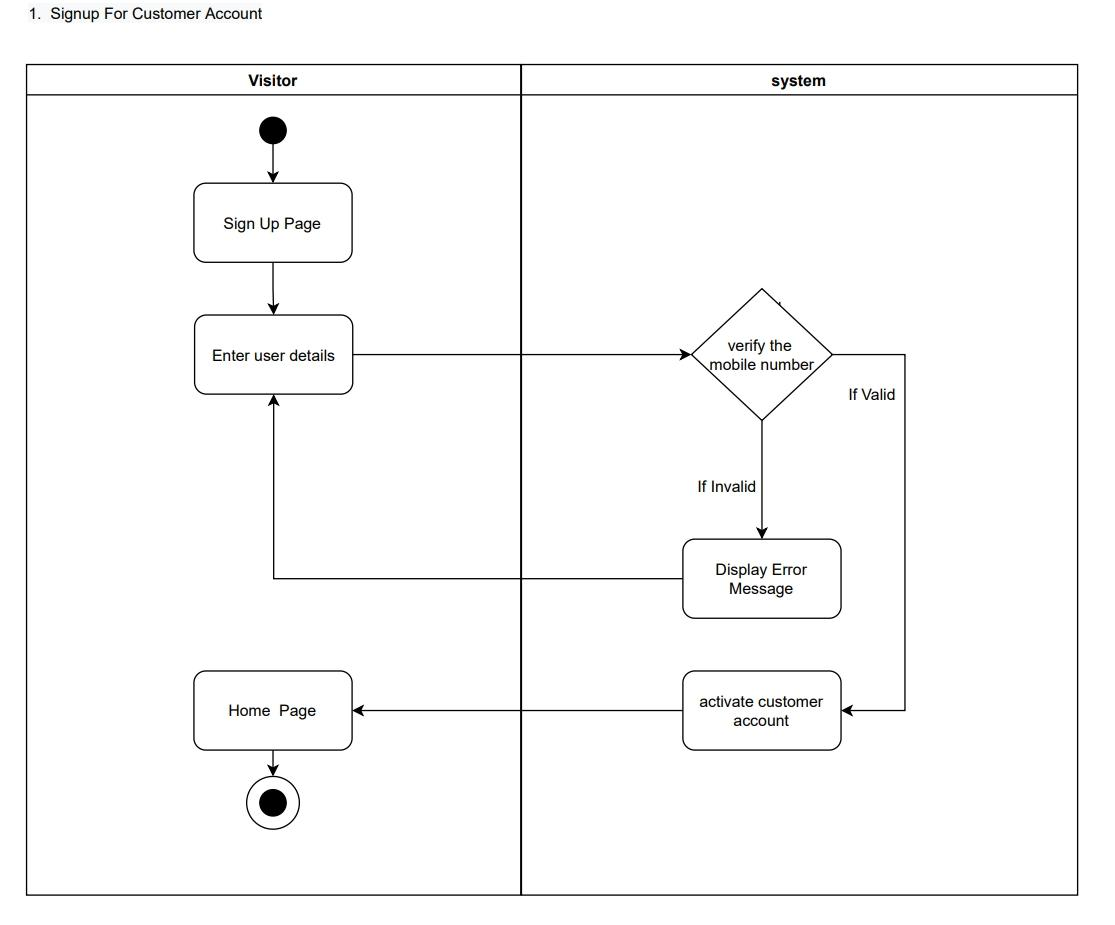 1. Signup For Customer Account
Visitor
system
Sign Up Page
Enter user details
verify the
mobile number
If Valid
If Invalid
Display Error
Message
Home  Page
activate customer
account